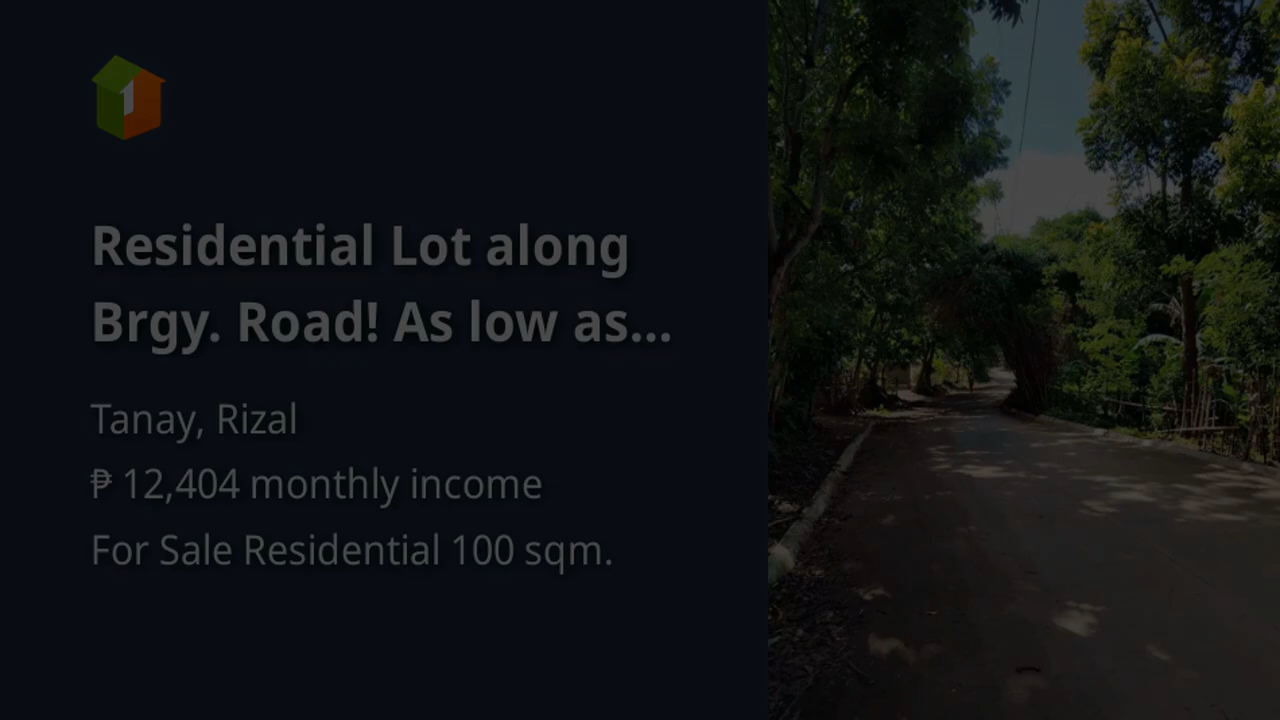 Residential Lot along
Brgy. Road! As low as...
Tanay, Rizal
₱ 12,404 monthly income
For Sale Residential 100 sqm.